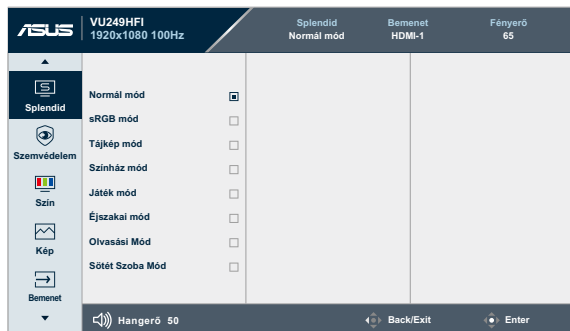 ASUS
VU249HFI
1920x1080 100Hz
Splendid
Normál mód
Bemenet
HDMI-1
Fényerő
65
Splendid
Szemvédelem
Szín
Kép
Bemenet
Normál mód
sRGB mód
Tájkép mód
Színház mód
Játék mód
Éjszakai mód
Olvasási Mód
Sötét Szoba Mód
Hangerő 50
Back/Exit
Enter